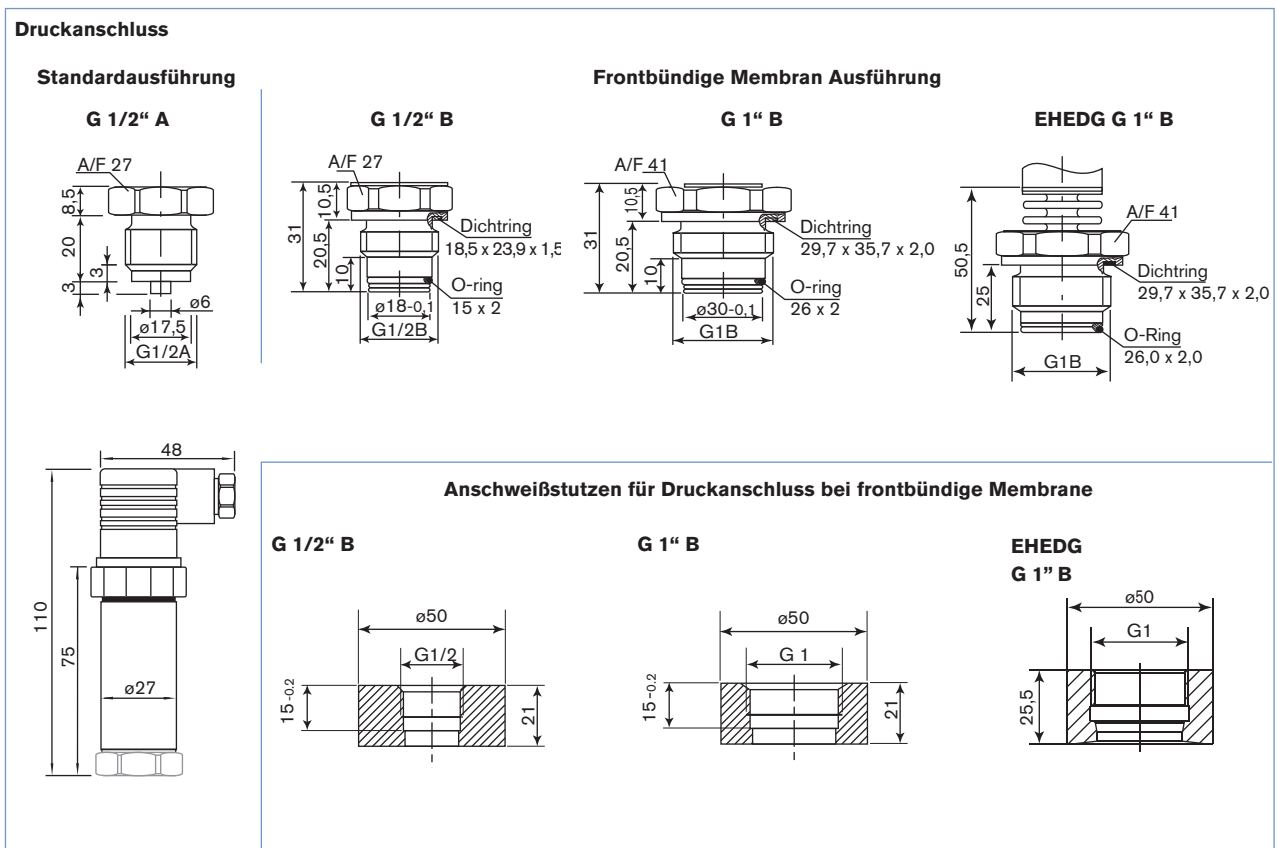 Druckanschluss
Standardausführung
Frontbündige Membran Ausführung
G 1/2“ A
G 1/2“ B
G 1“ B
EHEDG G 1“ B
A/F 27
8,5
20
3
3
ø6
ø17,5
G1/2A
A/F 27
10,5
31
20,5
10
Dichtring
18,5 x 23,9 x 1,5
O-ring
15 x 2
ø18-0,1
G1/2B
A/F 41
10,5
31
20,5
10
Dichtring
29,7 x 35,7 x 2,0
O-ring
26 x 2
ø30-0,1
G1B
A/F 41
50,5
25
Dichtring
29,7 x 35,7 x 2,0
O-Ring
26,0 x 2,0
G1B
48
110
75
ø27
Anschweißstutzen für Druckanschluss bei frontbündige Membrane
G 1/2“ B
G 1“ B
EHEDG
G 1” B
ø50
G1/2
15-0.2
21
ø50
G 1
15-0.2
21
ø50
G1
25,5